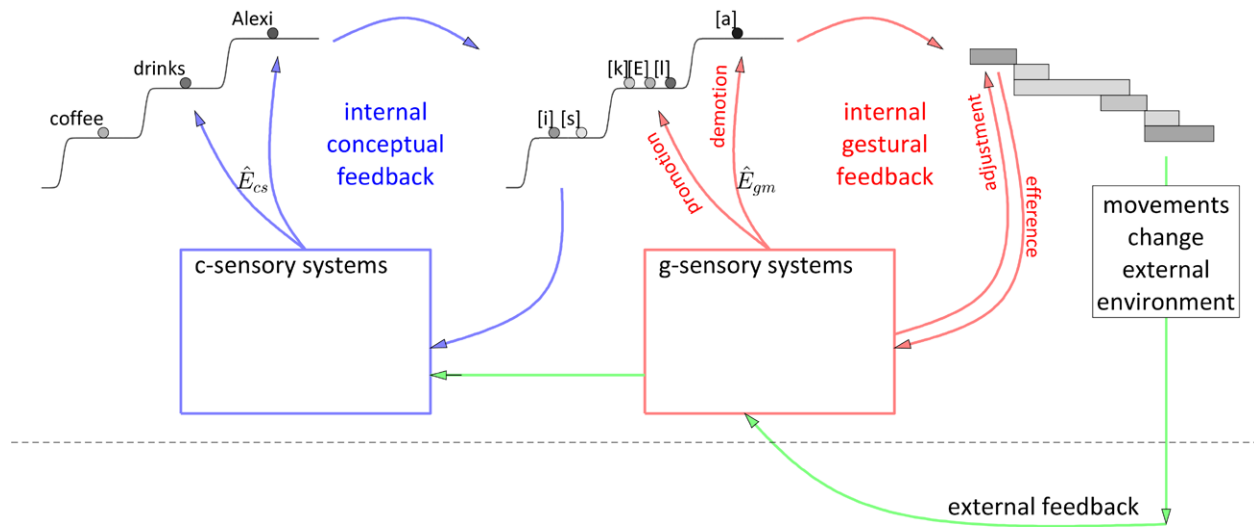 Alexi
drinks
coffee
internal
conceptual
feedback
Ê_cs
c-sensory systems
[a]
[k][E] [l]
[i] [s]
promotion
demotion
Ê_gm
internal
gestural
feedback
g-sensory systems
adjustment
efference
movements
change
external
environment
external feedback